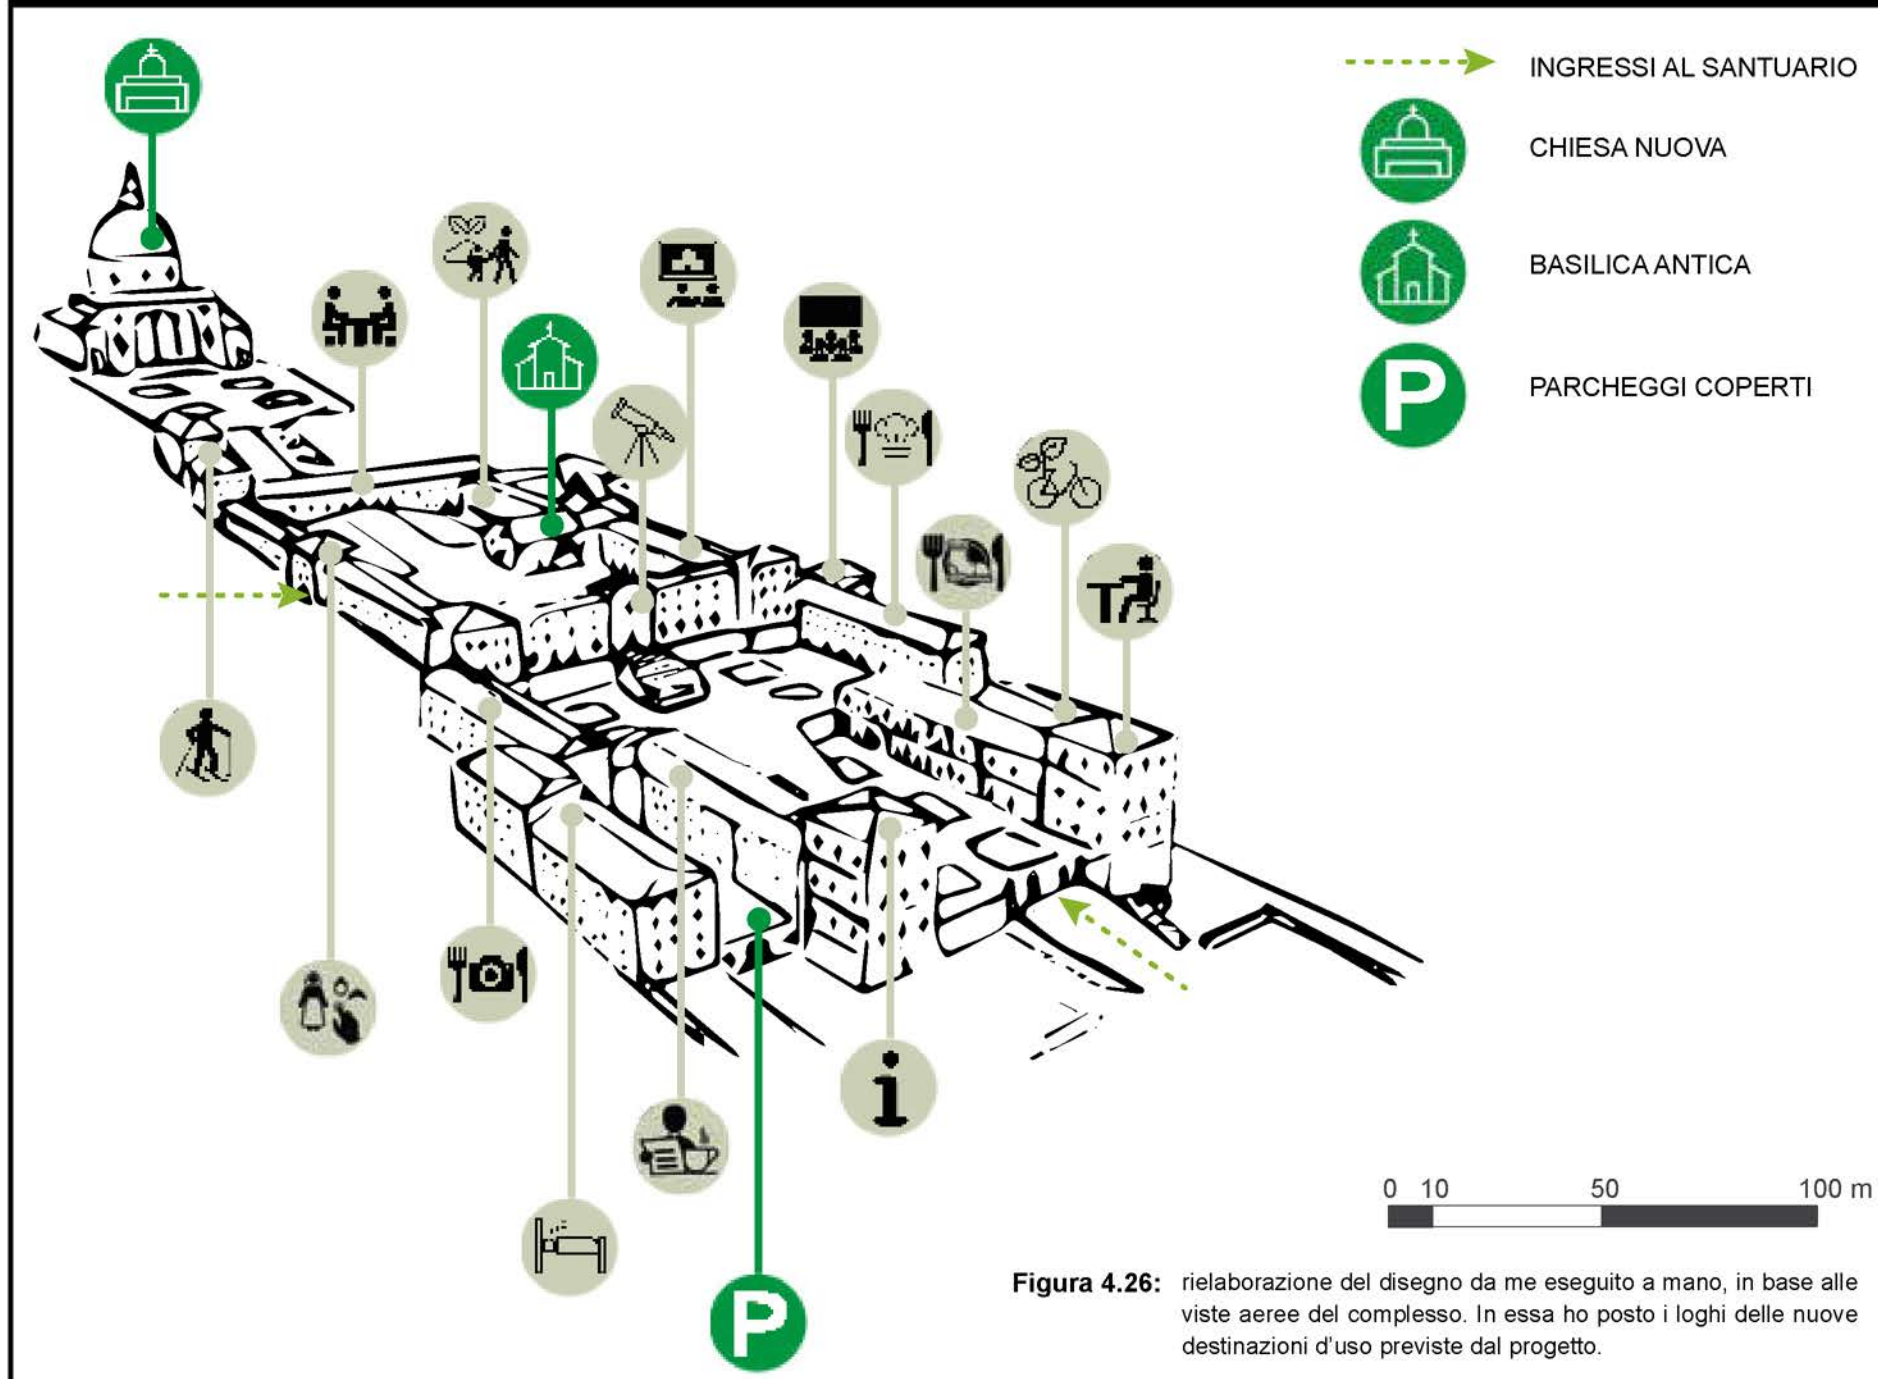 INGRESSI AL SANTUARIO
CHIESA NUOVA
BASILICA ANTICA
P
PARCHEGGI COPERTI
i
P
0 10 50 100 m
Figura 4.26: rielaborazione del disegno da me eseguito a mano, in base alle
viste aeree del complesso. In essa ho posto i loghi delle nuove
destinazioni d'uso previste dal progetto.